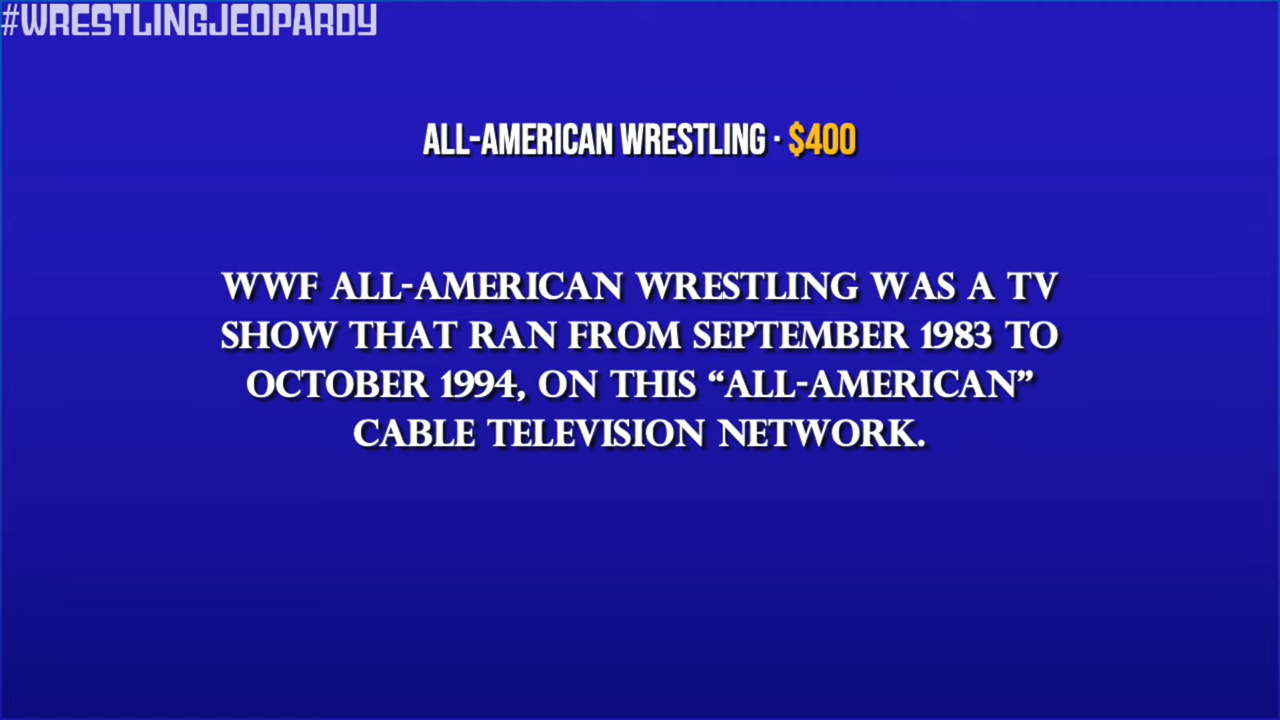 #WRESTLINGJEOPARDY
ALL-AMERICAN WRESTLING · $400
WWF ALL-AMERICAN WRESTLING WAS A TV
SHOW THAT RAN FROM SEPTEMBER 1983 TO
OCTOBER 1994, ON THIS “ALL-AMERICAN”
CABLE TELEVISION NETWORK.